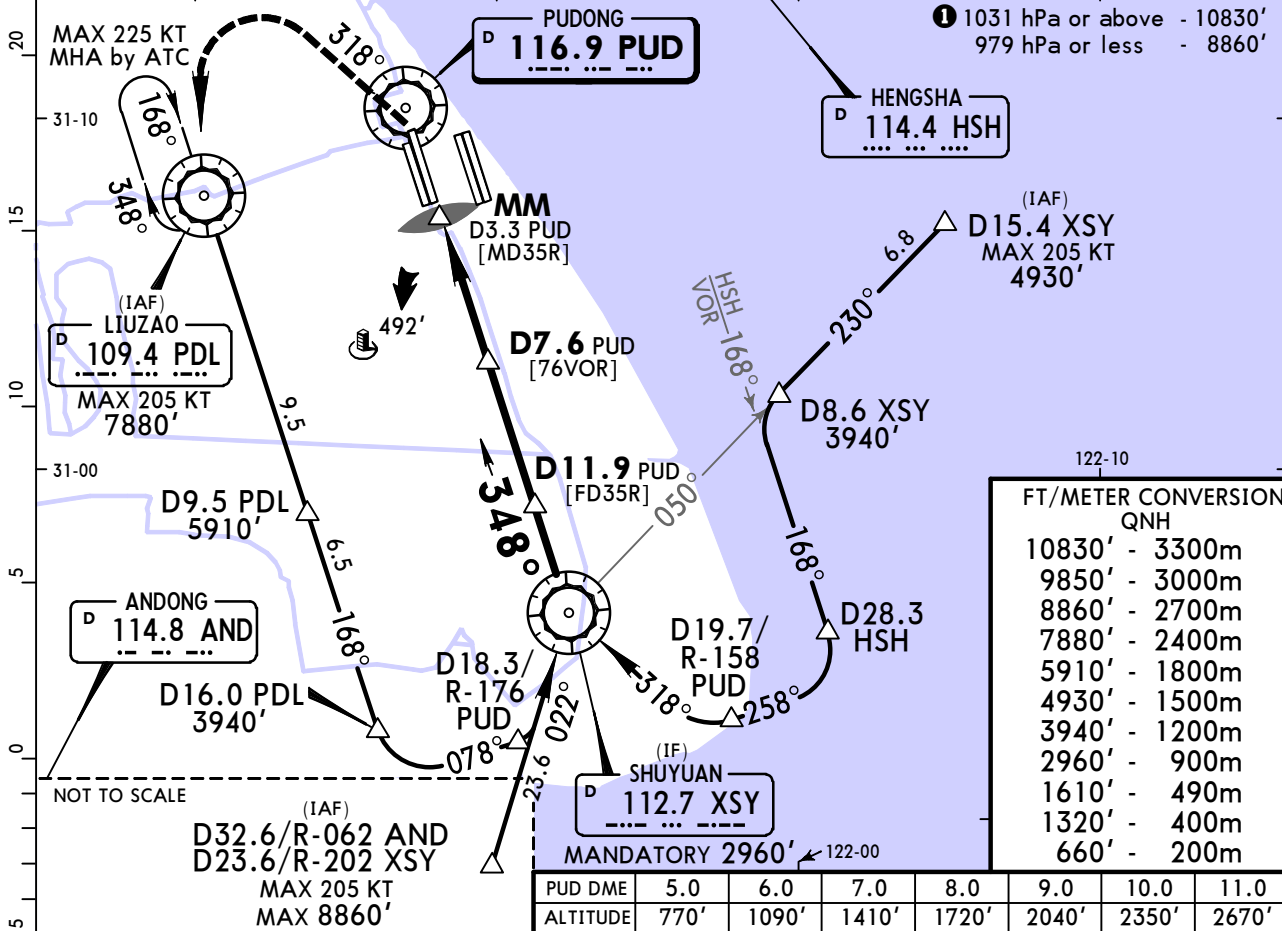 MAX 225 KT
MHA by ATC
318°
PUDONG
D 116.9 PUD
❶ 1031 hPa or above - 10830'
979 hPa or less - 8860'
HENGSHA
D 114.4 HSH
20
31-10
168°
348°
MM
D3.3 PUD
[MD35R]
(IAF)
D15.4 XSY
MAX 205 KT
4930'
6.8
230°
15
(IAF)
LIUZAO
D 109.4 PDL
MAX 205 KT
7880'
492'
D7.6 PUD
[76VOR]
HSH
VOR
168°
D8.6 XSY
3940'
10
9.5
31-00
D11.9 PUD
[FD35R]
348°
050°
122-10
D9.5 PDL
5910'
6.5
168°
168°
D28.3
HSH
5
ANDONG
D 114.8 AND
D16.0 PDL
3940'
D18.3/
R-176
PUD
078°
022°
23.6
D19.7/
R-158
PUD
318°
258°
0
NOT TO SCALE
(IAF)
D32.6/R-062 AND
D23.6/R-202 XSY
MAX 205 KT
MAX 8860'
(IF)
SHUYUAN
D 112.7 XSY
MANDATORY 2960'
122-00
5
FT/METER CONVERSION
QNH
10830' - 3300m
9850' - 3000m
8860' - 2700m
7880' - 2400m
5910' - 1800m
4930' - 1500m
3940' - 1200m
2960' - 900m
1610' - 490m
1320' - 400m
660' - 200m
PUD DME 5.0 6.0 7.0 8.0 9.0 10.0 11.0
ALTITUDE 770' 1090' 1410' 1720' 2040' 2350' 2670'